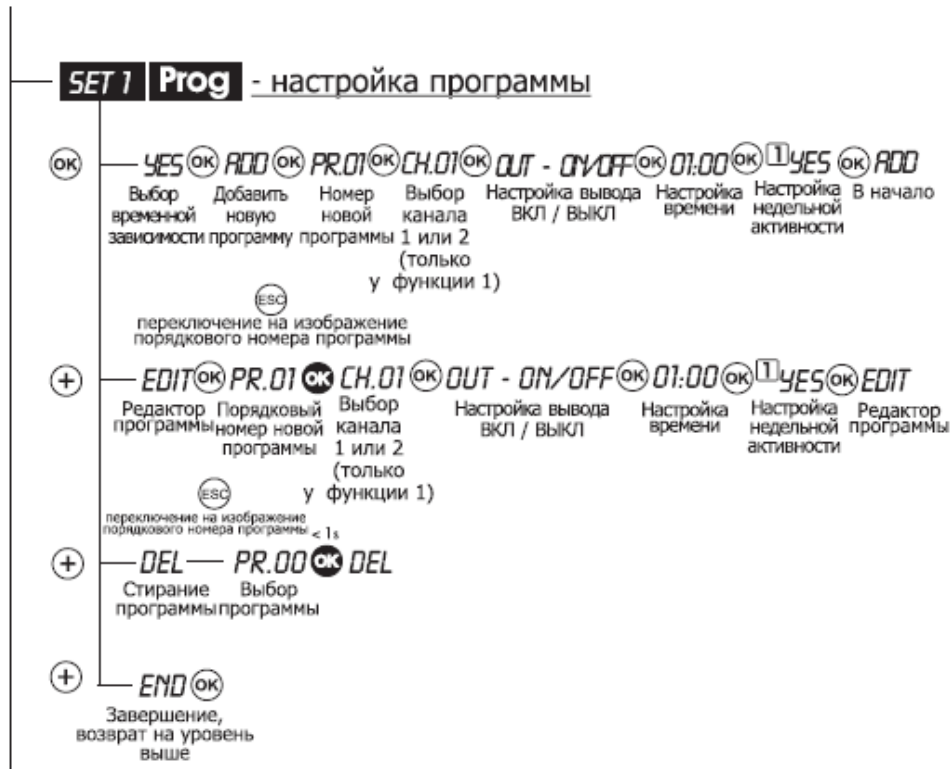 SET 1 Prog - настройка программы
OK YES OK ADD OK PR.01 OK CH.01 OK OUT - ON/OFF OK 01:00 OK 1 YES OK ADD
Выбор временной зависимости
Добавить новую программу
Номер новой программы
Выбор канала 1 или 2 (только у функции 1)
Настройка вывода ВКЛ / ВЫКЛ
Настройка времени
Настройка недельной активности
В начало
ESC
переключение на изображение
порядкового номера программы
+ EDIT OK PR.01 OK CH.01 OK OUT - ON/OFF OK 01:00 OK 1 YES OK EDIT
Редактор программы
Порядковый номер новой программы
Выбор канала 1 или 2 (только у функции 1)
Настройка вывода ВКЛ / ВЫКЛ
Настройка времени
Настройка недельной активности
Редактор программы
ESC
переключение на изображение
порядкового номера программы < 1s
+ DEL PR.00 OK DEL
Стирание программы
Выбор программы
+ END OK
Завершение,
возврат на уровень
выше